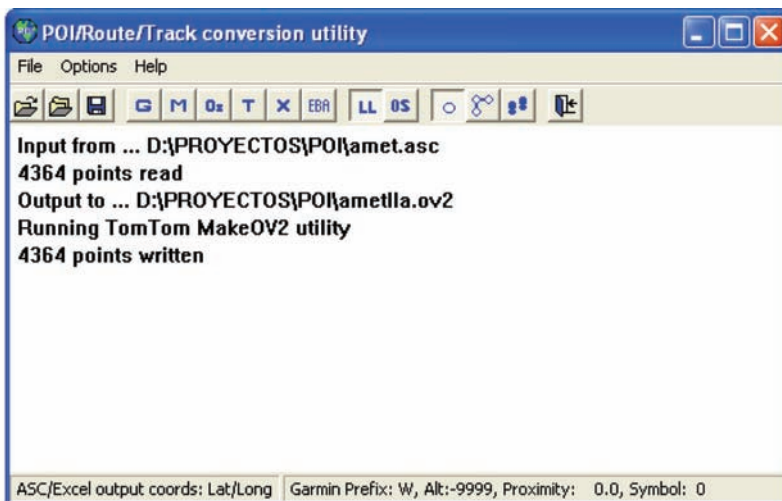 POI/Route/Track conversion utility
File Options Help
G M Oz T X EBA LL OS
Input from ... D:\PROYECTOS\POI\amet.asc
4364 points read
Output to ... D:\PROYECTOS\POI\ametlla.ov2
Running TomTom MakeOV2 utility
4364 points written
ASC/Excel output coords: Lat/Long Garmin Prefix: W, Alt:-9999, Proximity: 0.0, Symbol: 0